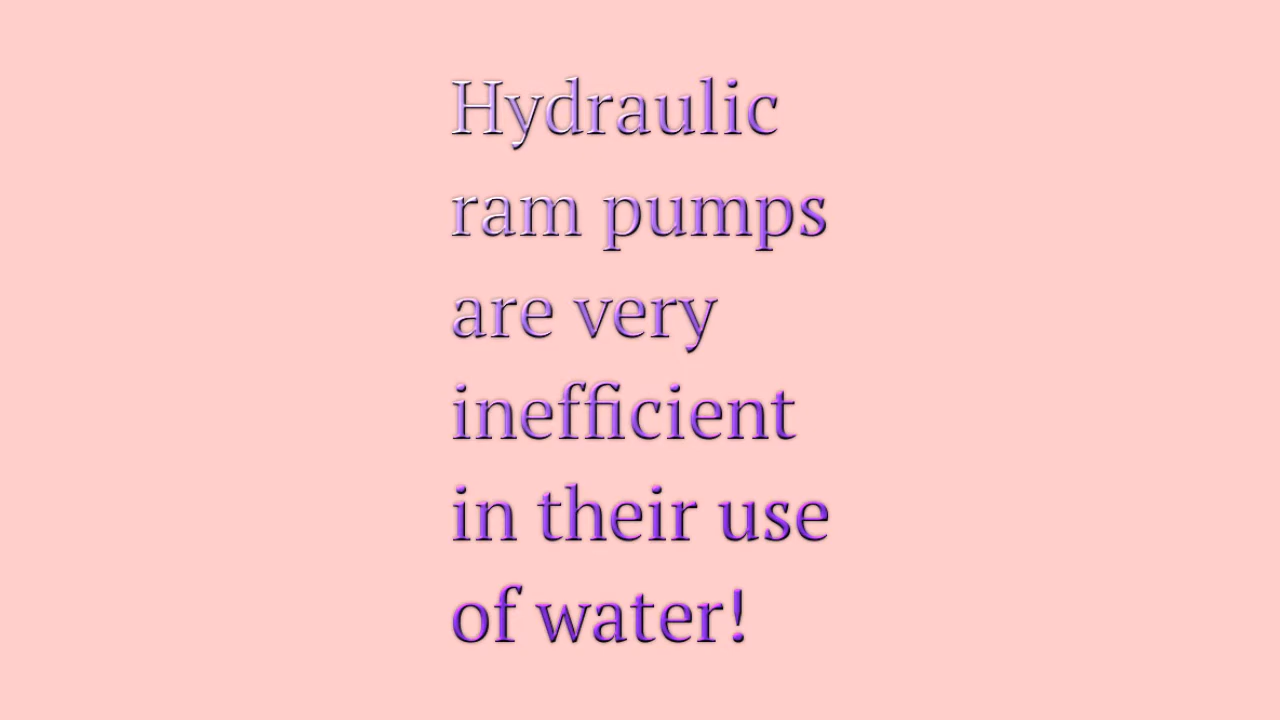 Hydraulic
ram pumps
are very
inefficient
in their use
of water!